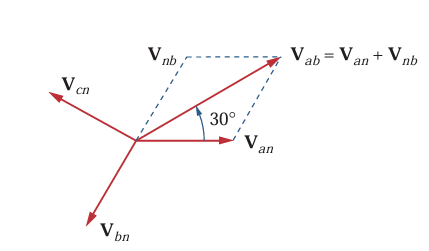 V_nb
V_ab = V_an + V_nb
V_cn
30°
V_an
V_bn